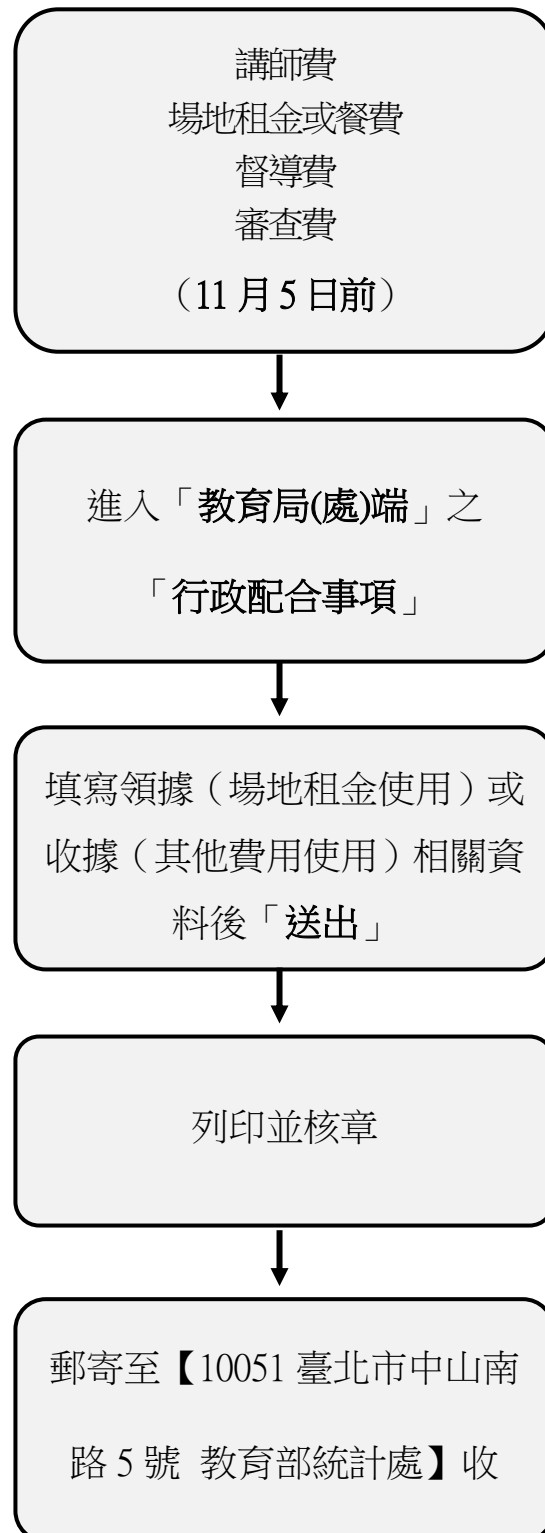 講師費
場地租金或餐費
督導費
審查費
（11 月 5 日前）
進入「教育局(處)端」之
「行政配合事項」
填寫領據（場地租金使用）或
收據（其他費用使用）相關資
料後「送出」
列印並核章
郵寄至【10051 臺北市中山南
路 5 號 教育部統計處】收